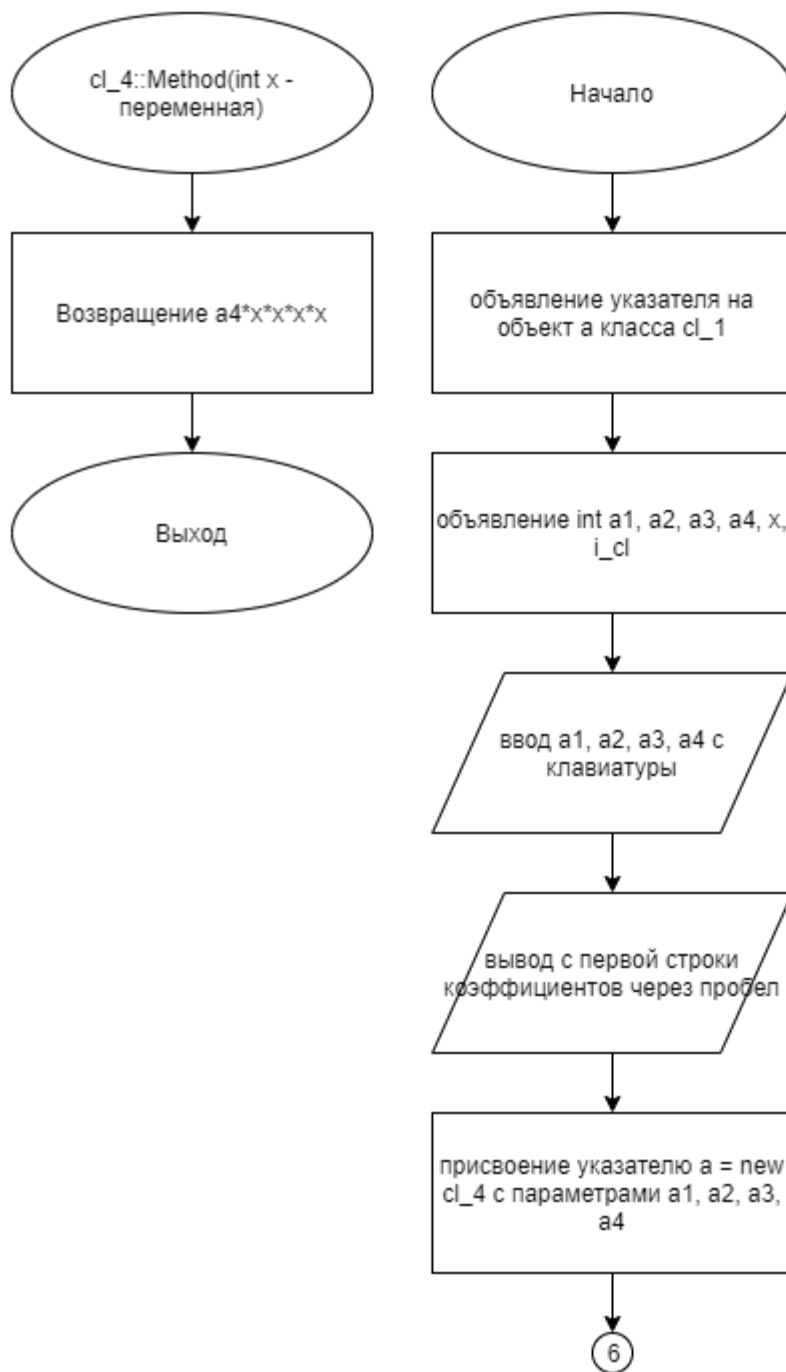 cl_4::Method(int x -
переменная)
Возвращение a4*x*x*x*x
Выход
Начало
объявление указателя на
объект a класса cl_1
объявление int a1, a2, a3, a4, x,
i_cl
ввод a1, a2, a3, a4 с
клавиатуры
вывод с первой строки
коэффициентов через пробел
присвоение указателю a = new
cl_4 с параметрами a1, a2, a3,
a4
6